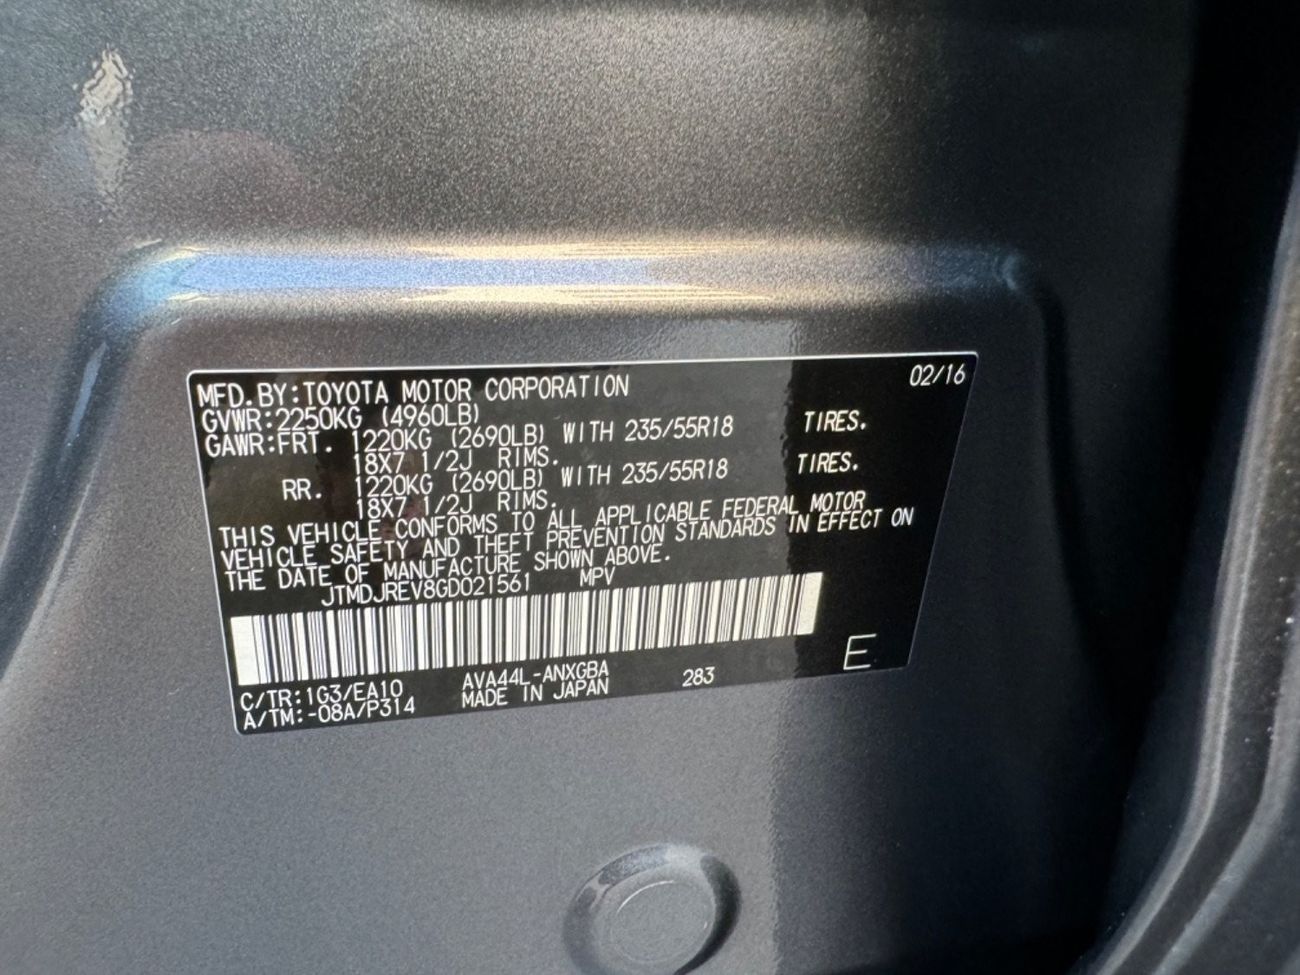 MFD.BY:TOYOTA MOTOR CORPORATION 02/16
GVWR:2250KG (4960LB)
GAWR:FRT. 1220KG (2690LB) WITH 235/55R18 TIRES.
18X7 1/2J RIMS.
RR. 1220KG (2690LB) WITH 235/55R18 TIRES.
18X7 1/2J RIMS.
THIS VEHICLE CONFORMS TO ALL APPLICABLE FEDERAL MOTOR
VEHICLE SAFETY AND THEFT PREVENTION STANDARDS IN EFFECT ON
THE DATE OF MANUFACTURE SHOWN ABOVE.
JTMDJREV8GD021561 MPV
E
C/TR:1G3/EA10 AVA44L-ANXGBA 283
A/TM:-08A/P314 MADE IN JAPAN